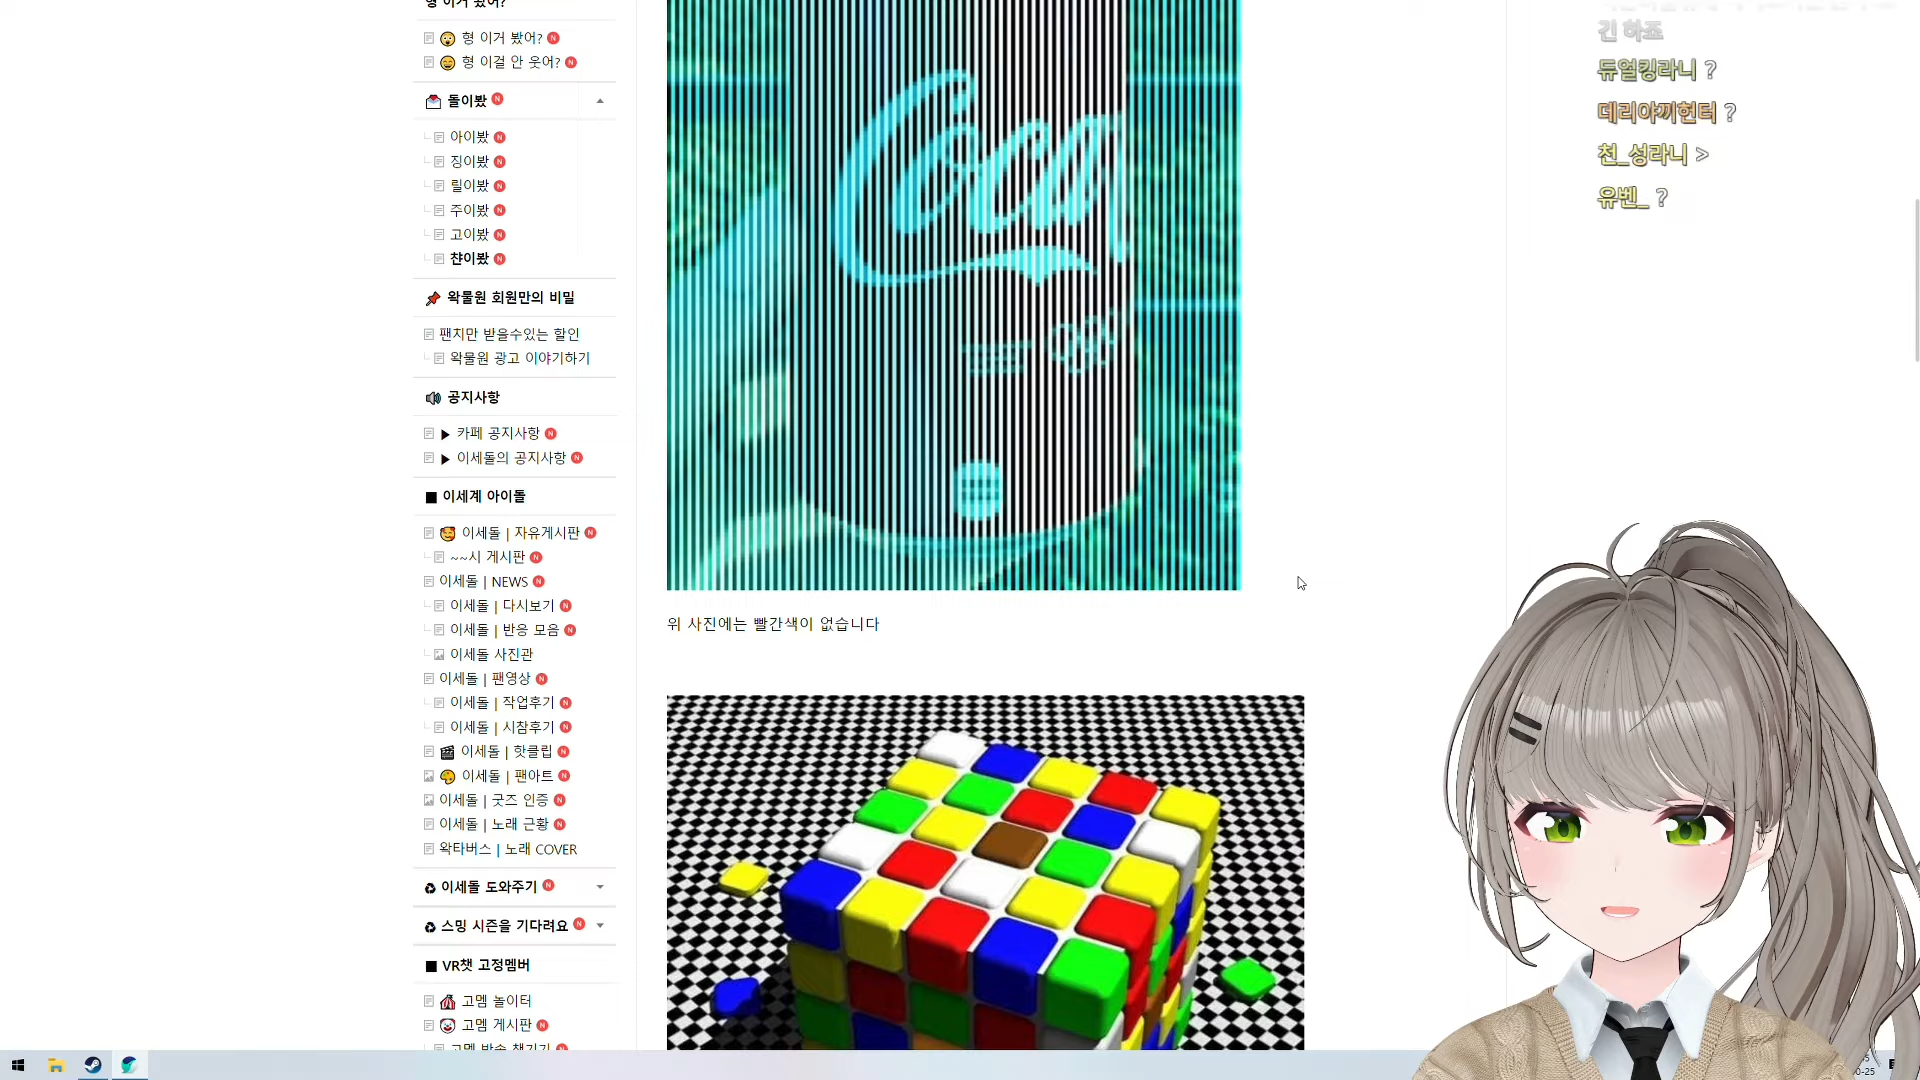 형 이거 봤어?
형 이거 봤어? N
형 이걸 안 웃어? N
돌이봤 N
아이봤 N
징이봤 N
릴이봤 N
주이봤 N
고이봤 N
챤이봤 N
왁물원 회원만의 비밀
팬치만 받을수있는 할인
왁물원 광고 이야기하기
공지사항
▶ 카페 공지사항 N
▶ 이세돌의 공지사항 N
■ 이세계 아이돌
이세돌 | 자유게시판 N
~~시 게시판 N
이세돌 | NEWS N
이세돌 | 다시보기 N
이세돌 | 반응 모음 N
이세돌 사진관
이세돌 | 팬영상 N
이세돌 | 작업후기 N
이세돌 | 시참후기 N
이세돌 | 핫클립 N
이세돌 | 팬아트 N
이세돌 | 굿즈 인증 N
이세돌 | 노래 근황 N
왁타버스 | 노래 COVER
이세돌 도와주기 N
스밍 시즌을 기다려요 N
■ VR챗 고정멤버
고멤 놀이터
고멤 게시판 N
Coca
위 사진에는 빨간색이 없습니다
긴 하죠
듀얼킹라니 ?
데리야끼헌터 ?
천_성라니 >
유벤_ ?